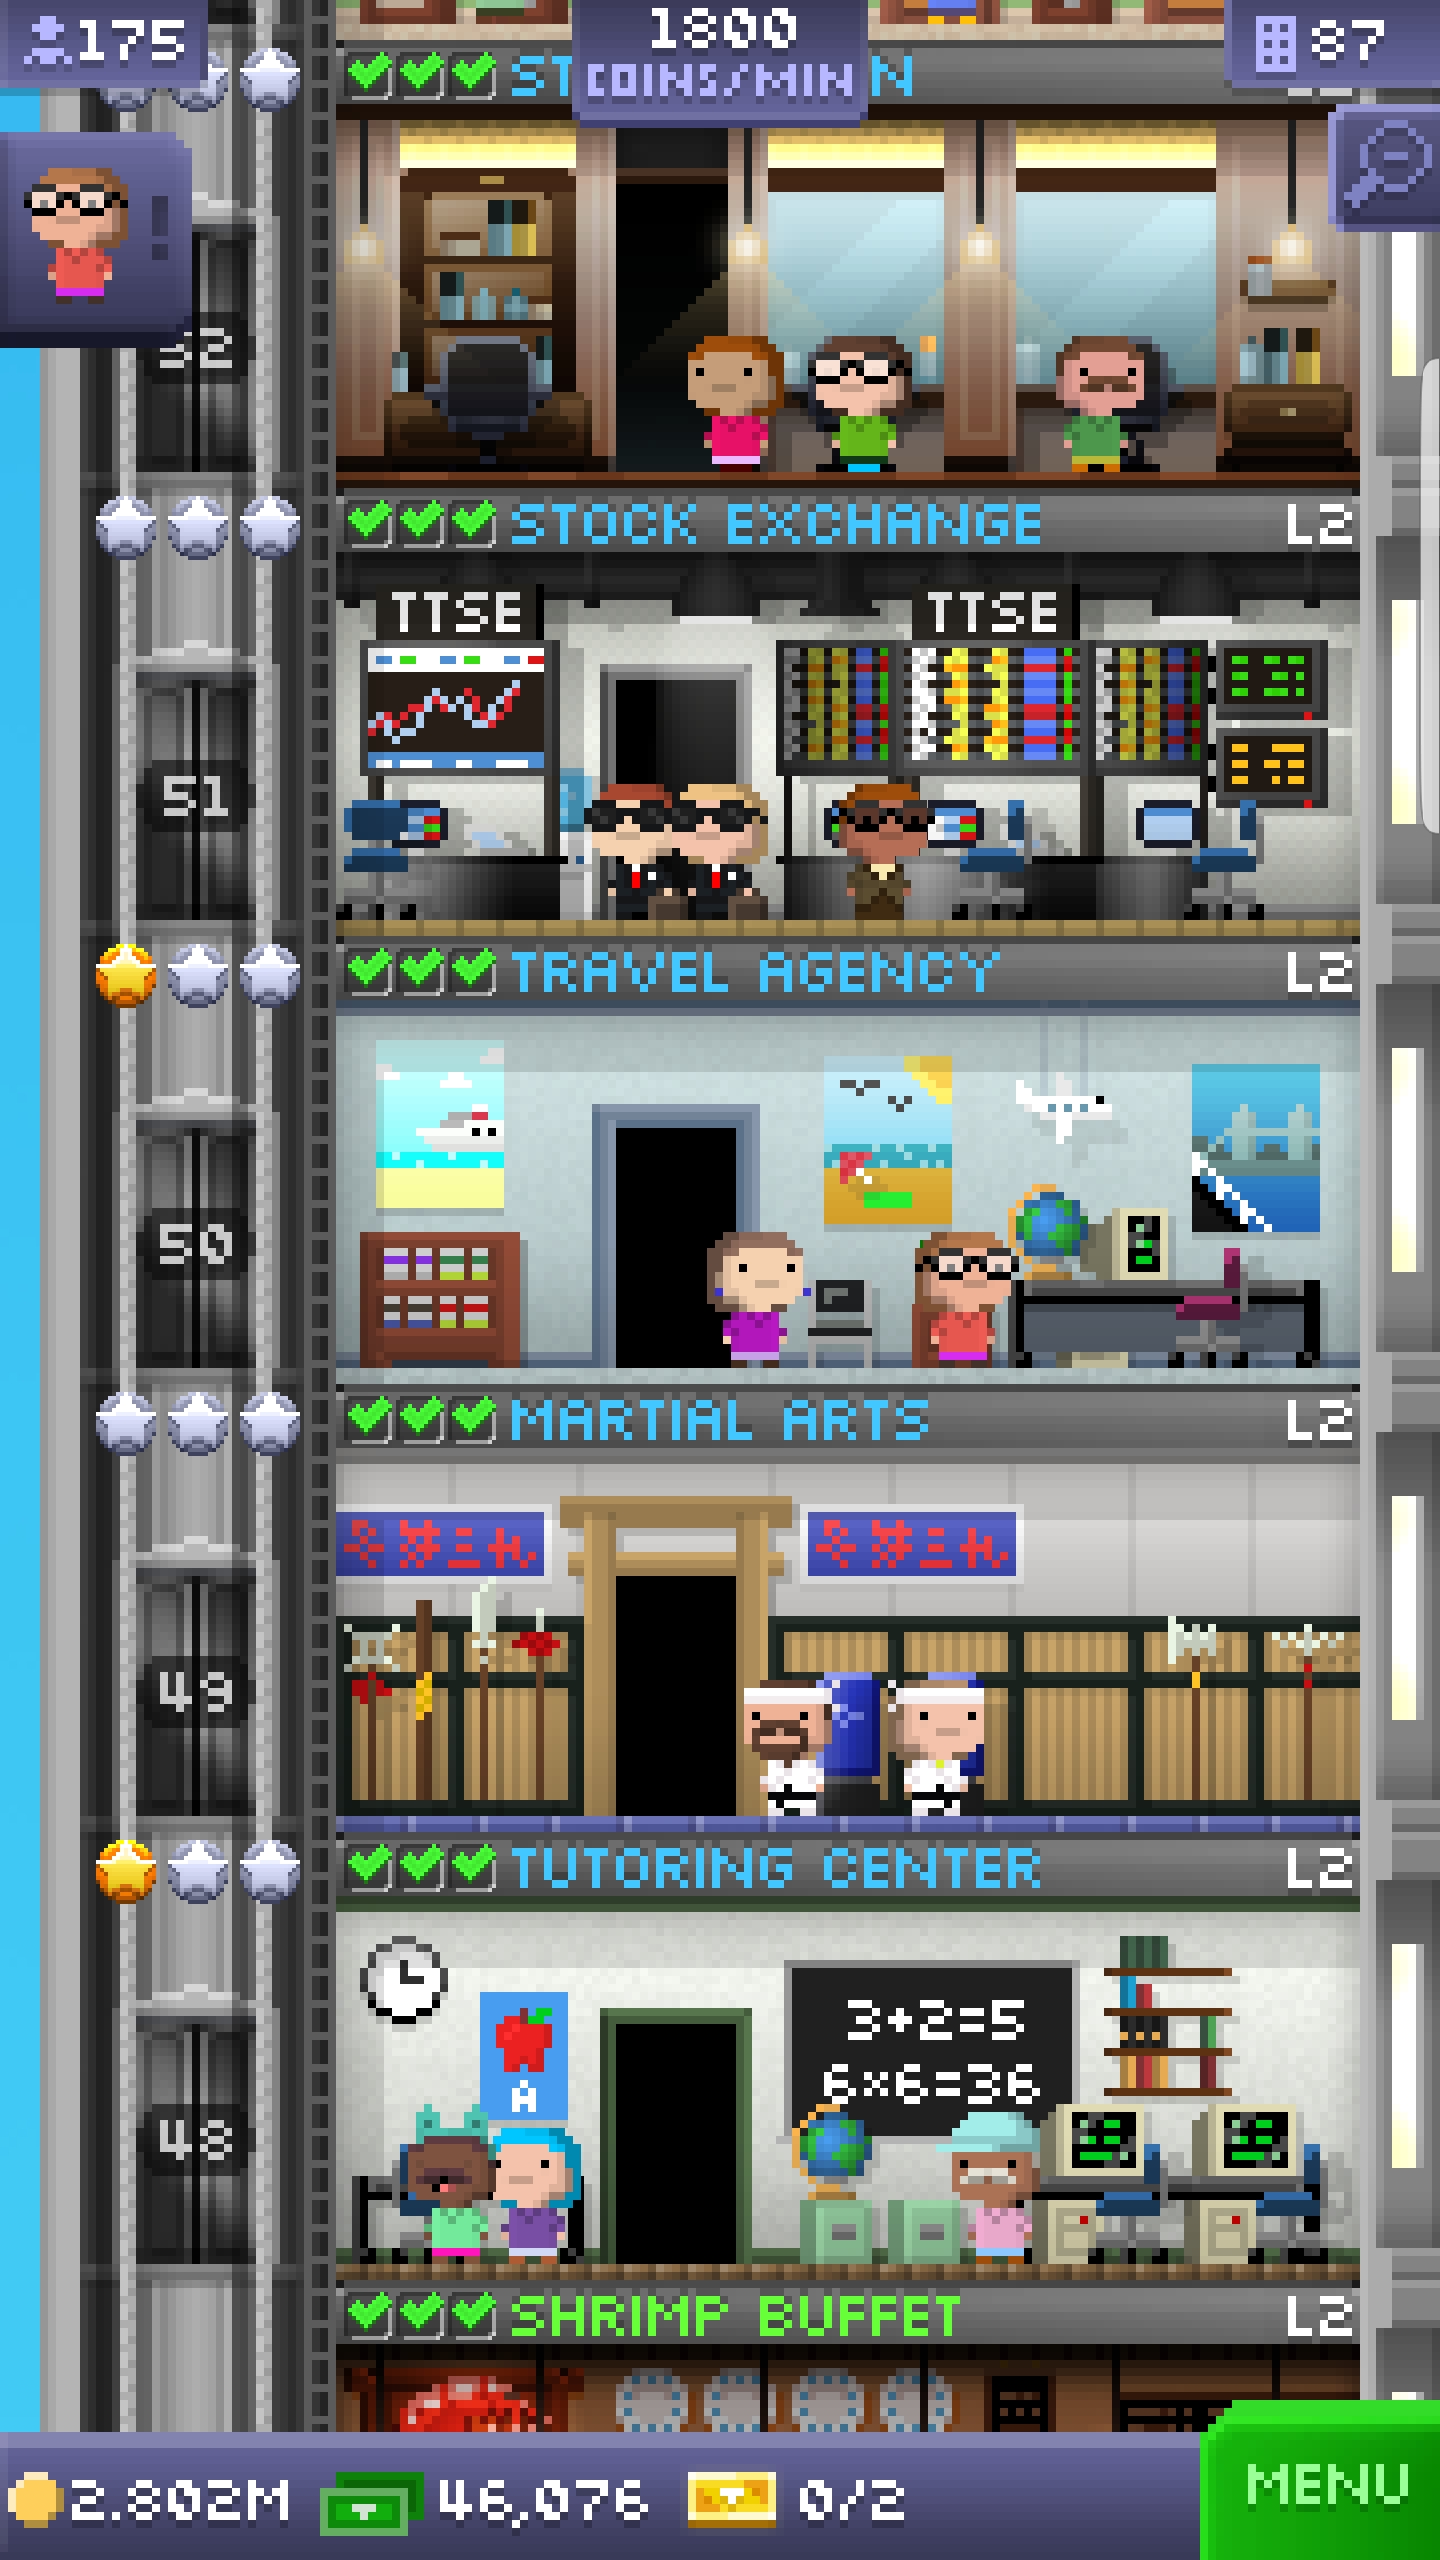 175
1800
COINS/MIN
87
ST
N
52
STOCK EXCHANGE L2
TTSE TTSE
51
TRAVEL AGENCY L2
50
MARTIAL ARTS L2
49
TUTORING CENTER L2
3+2=5
6×6=36
A
48
SHRIMP BUFFET L2
2.802M 46,076 0/2
MENU